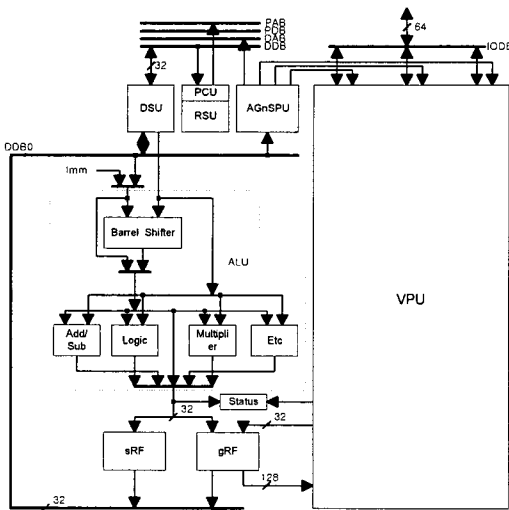 PAB
PDB
DAB
DDB
64
IODB
32
DSU
PCU
RSU
AGnSPU
DDB0
Imm
Barrel Shifter
ALU
VPU
Add/
Sub
Logic
Multipli
er
Etc
Status
32
32
sRF
gRF
128
32